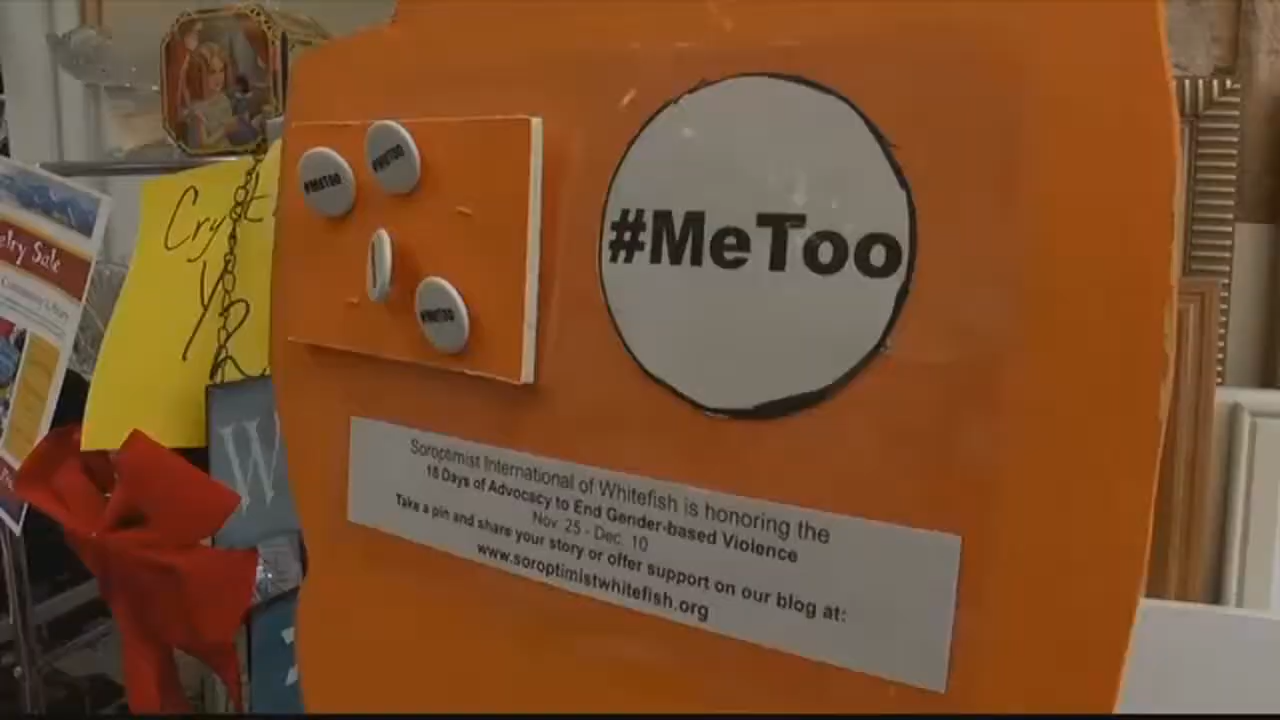 elry Sale
Cryst
#MeToo
#MeToo
#MeToo
#MeToo
W
Soroptimist International of Whitefish is honoring the
16 Days of Advocacy to End Gender-based Violence
Nov. 25 - Dec. 10
Take a pin and share your story or offer support on our blog at:
www.soroptimistwhitefish.org